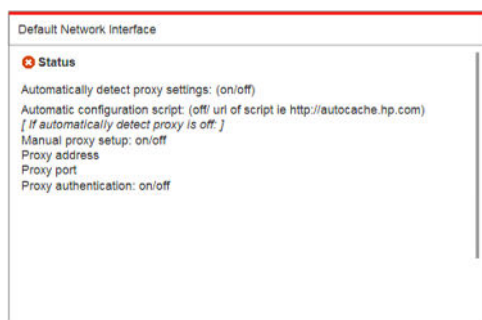 Default Network Interface
Status
Automatically detect proxy settings: (on/off)
Automatic configuration script: (off/ url of script ie http://autocache.hp.com)
[ If automatically detect proxy is off: ]
Manual proxy setup: on/off
Proxy address
Proxy port
Proxy authentication: on/off